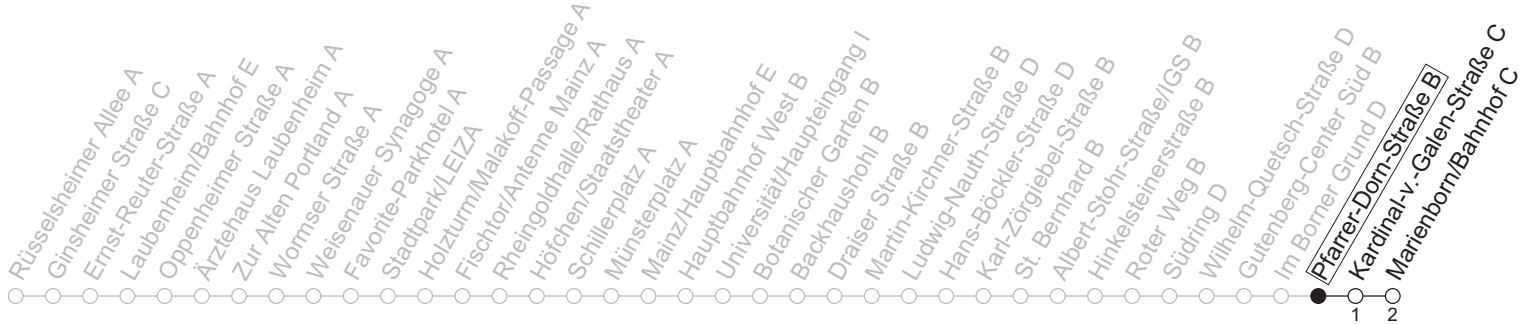 Rüsselsheimer Allee A
Ginsheimer Straße C
Ernst-Reuter-Straße A
Laubenheim/Bahnhof E
Oppenheimer Straße A
Ärztehaus Laubenheim A
Zur Alten Portland A
Wormser Straße A
Weisenauer Synagoge A
Favorite-Parkhotel A
Stadtpark/LEIZA
Holzturm/Malakoff-Passage A
Fischtor/Antenne Mainz A
Rheingoldhalle/Rathaus A
Höfchen/Staatstheater A
Schillerplatz A
Münsterplatz A
Mainz/Hauptbahnhof E
Hauptbahnhof West B
Universität/Haupteingang I
Botanischer Garten B
Backhaushohl B
Draiser Straße B
Martin-Kirchner-Straße B
Ludwig-Nauth-Straße D
Hans-Böckler-Straße D
Karl-Zörgiebel-Straße B
St. Bernhard B
Albert-Stohr-Straße/IGS B
Hinkelsteinerstraße B
Roter Weg B
Südring D
Wilhelm-Quetsch-Straße D
Gutenberg-Center Süd B
Im Borner Grund D
Pfarrer-Dorn-Straße B
Kardinal-v.-Galen-Straße C
Marienborn/Bahnhof C
1 2